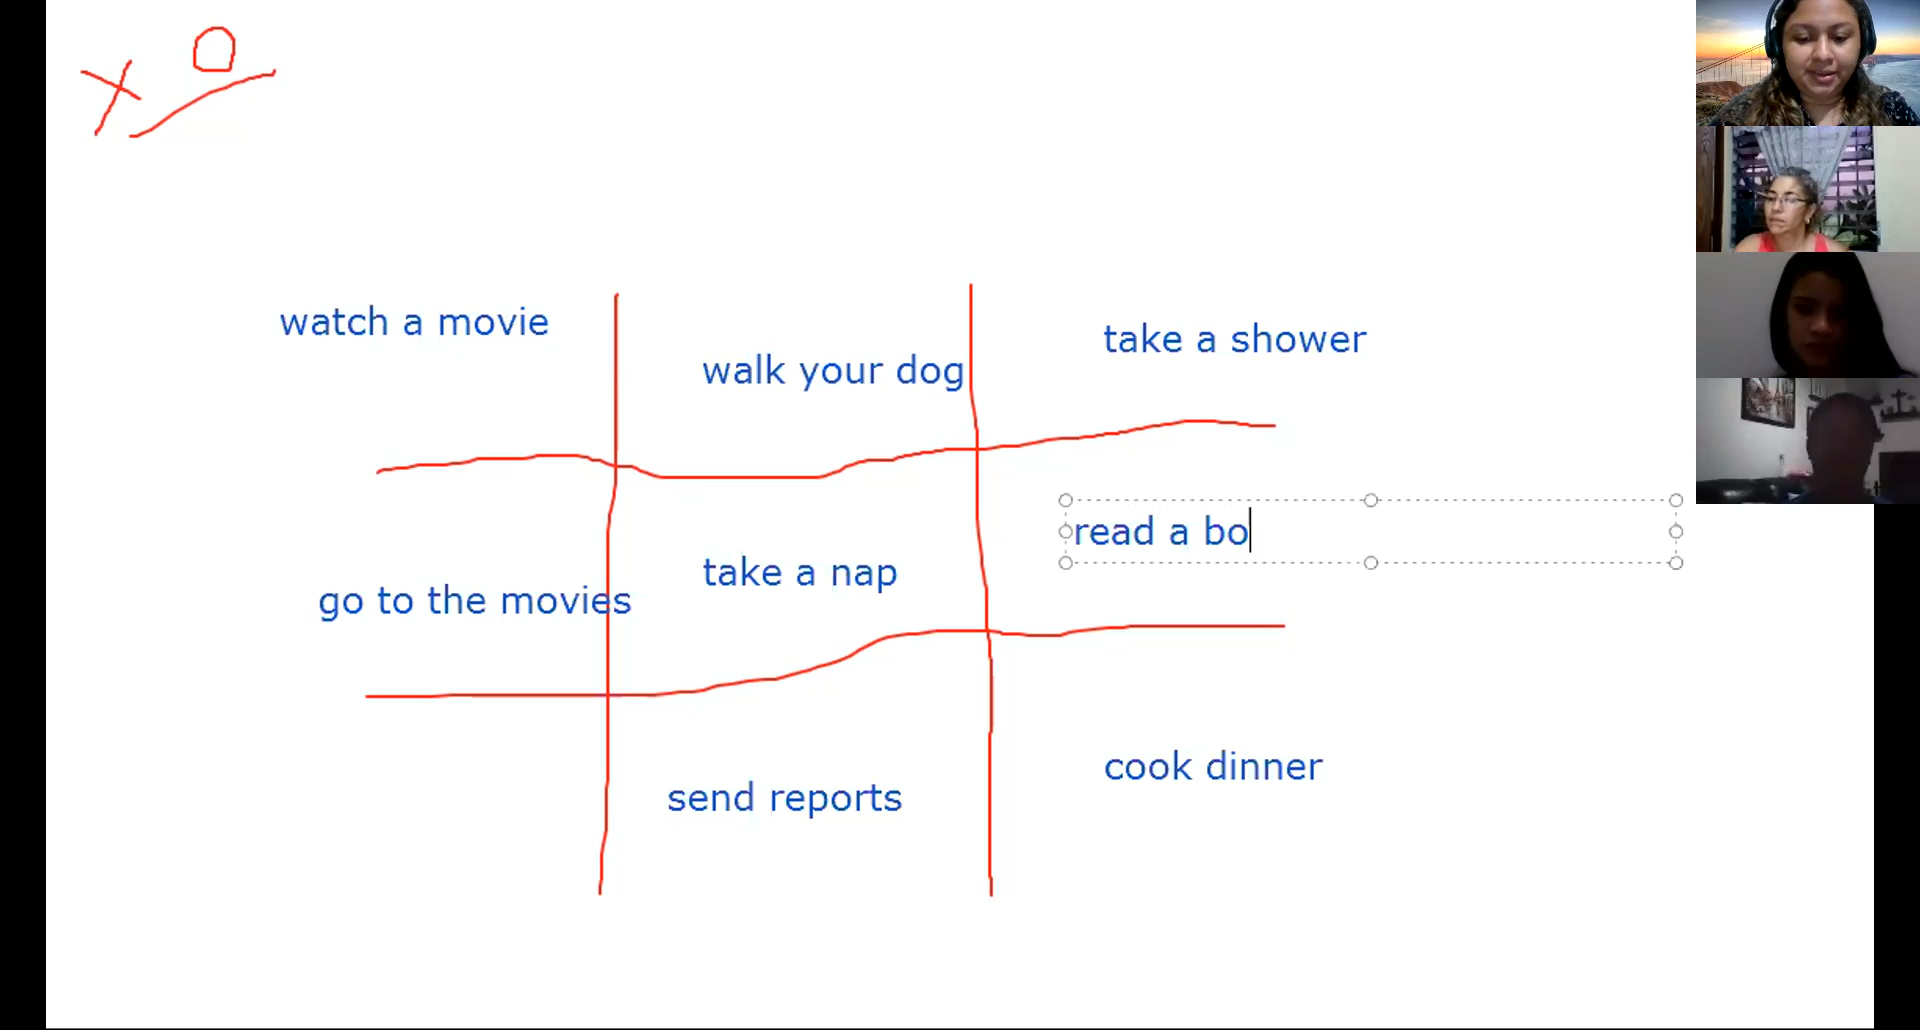 X O
watch a movie
walk your dog
take a shower
go to the movies
take a nap
read a bo
send reports
cook dinner